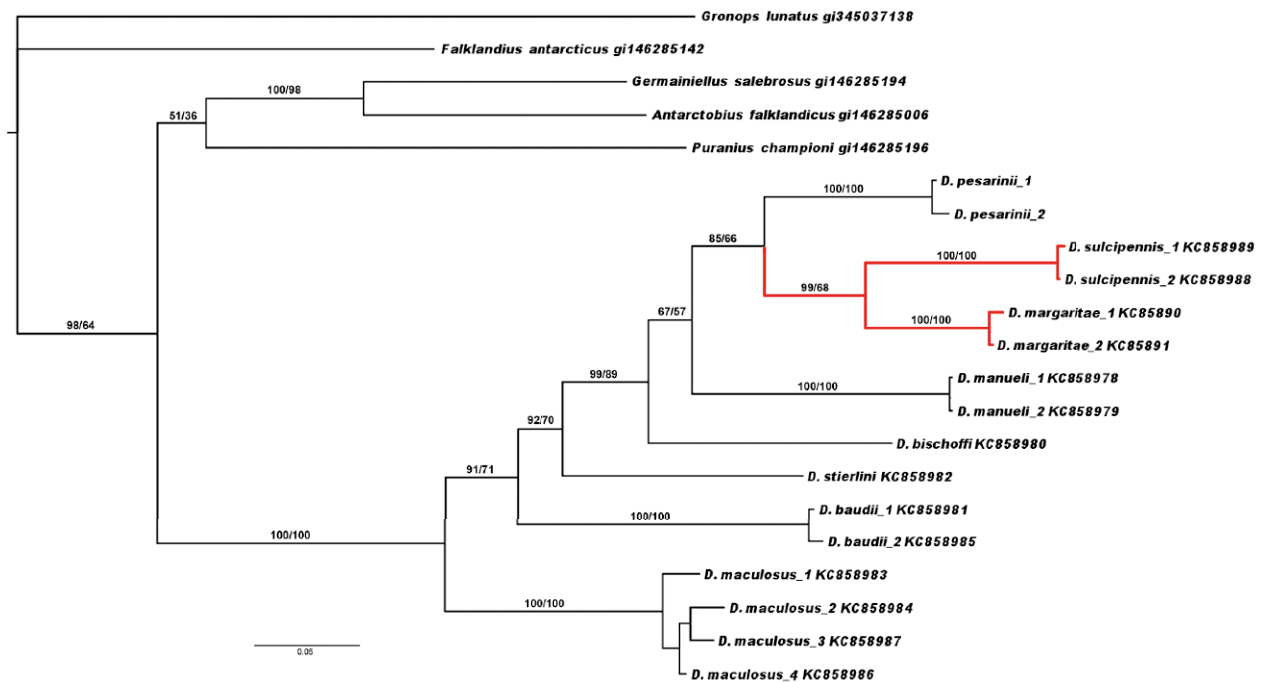 Gronops lunatus gi345037138
Falklandius antarcticus gi146285142
Germainiellus salebrosus gi146285194
100/98
51/36
Antarctobius falklandicus gi146285006
Puranius championi gi146285196
D. pesarinii_1
100/100
D. pesarinii_2
85/66
D. sulcipennis_1 KC858989
100/100
D. sulcipennis_2 KC858988
99/68
D. margaritae_1 KC85890
67/57
100/100
D. margaritae_2 KC85891
99/89
D. manueli_1 KC858978
100/100
D. manueli_2 KC858979
92/70
D. bischoffi KC858980
91/71
D. stierlini KC858982
98/64
D. baudii_1 KC858981
100/100
D. baudii_2 KC858985
100/100
D. maculosus_1 KC858983
100/100
D. maculosus_2 KC858984
D. maculosus_3 KC858987
0.05
D. maculosus_4 KC858986